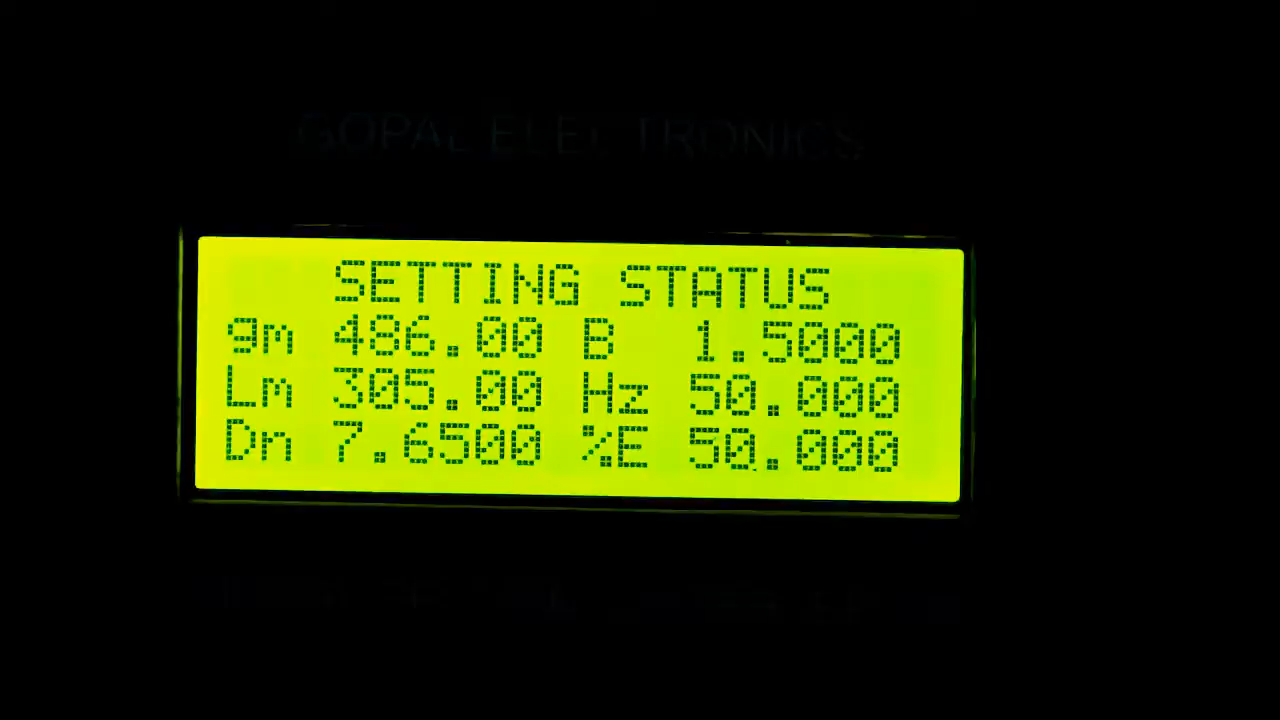 GOPAL ELECTRONICS
SETTING STATUS
gm 486.00 B 1.5000
Lm 305.00 Hz 50.000
Dn 7.6500 %E 50.000